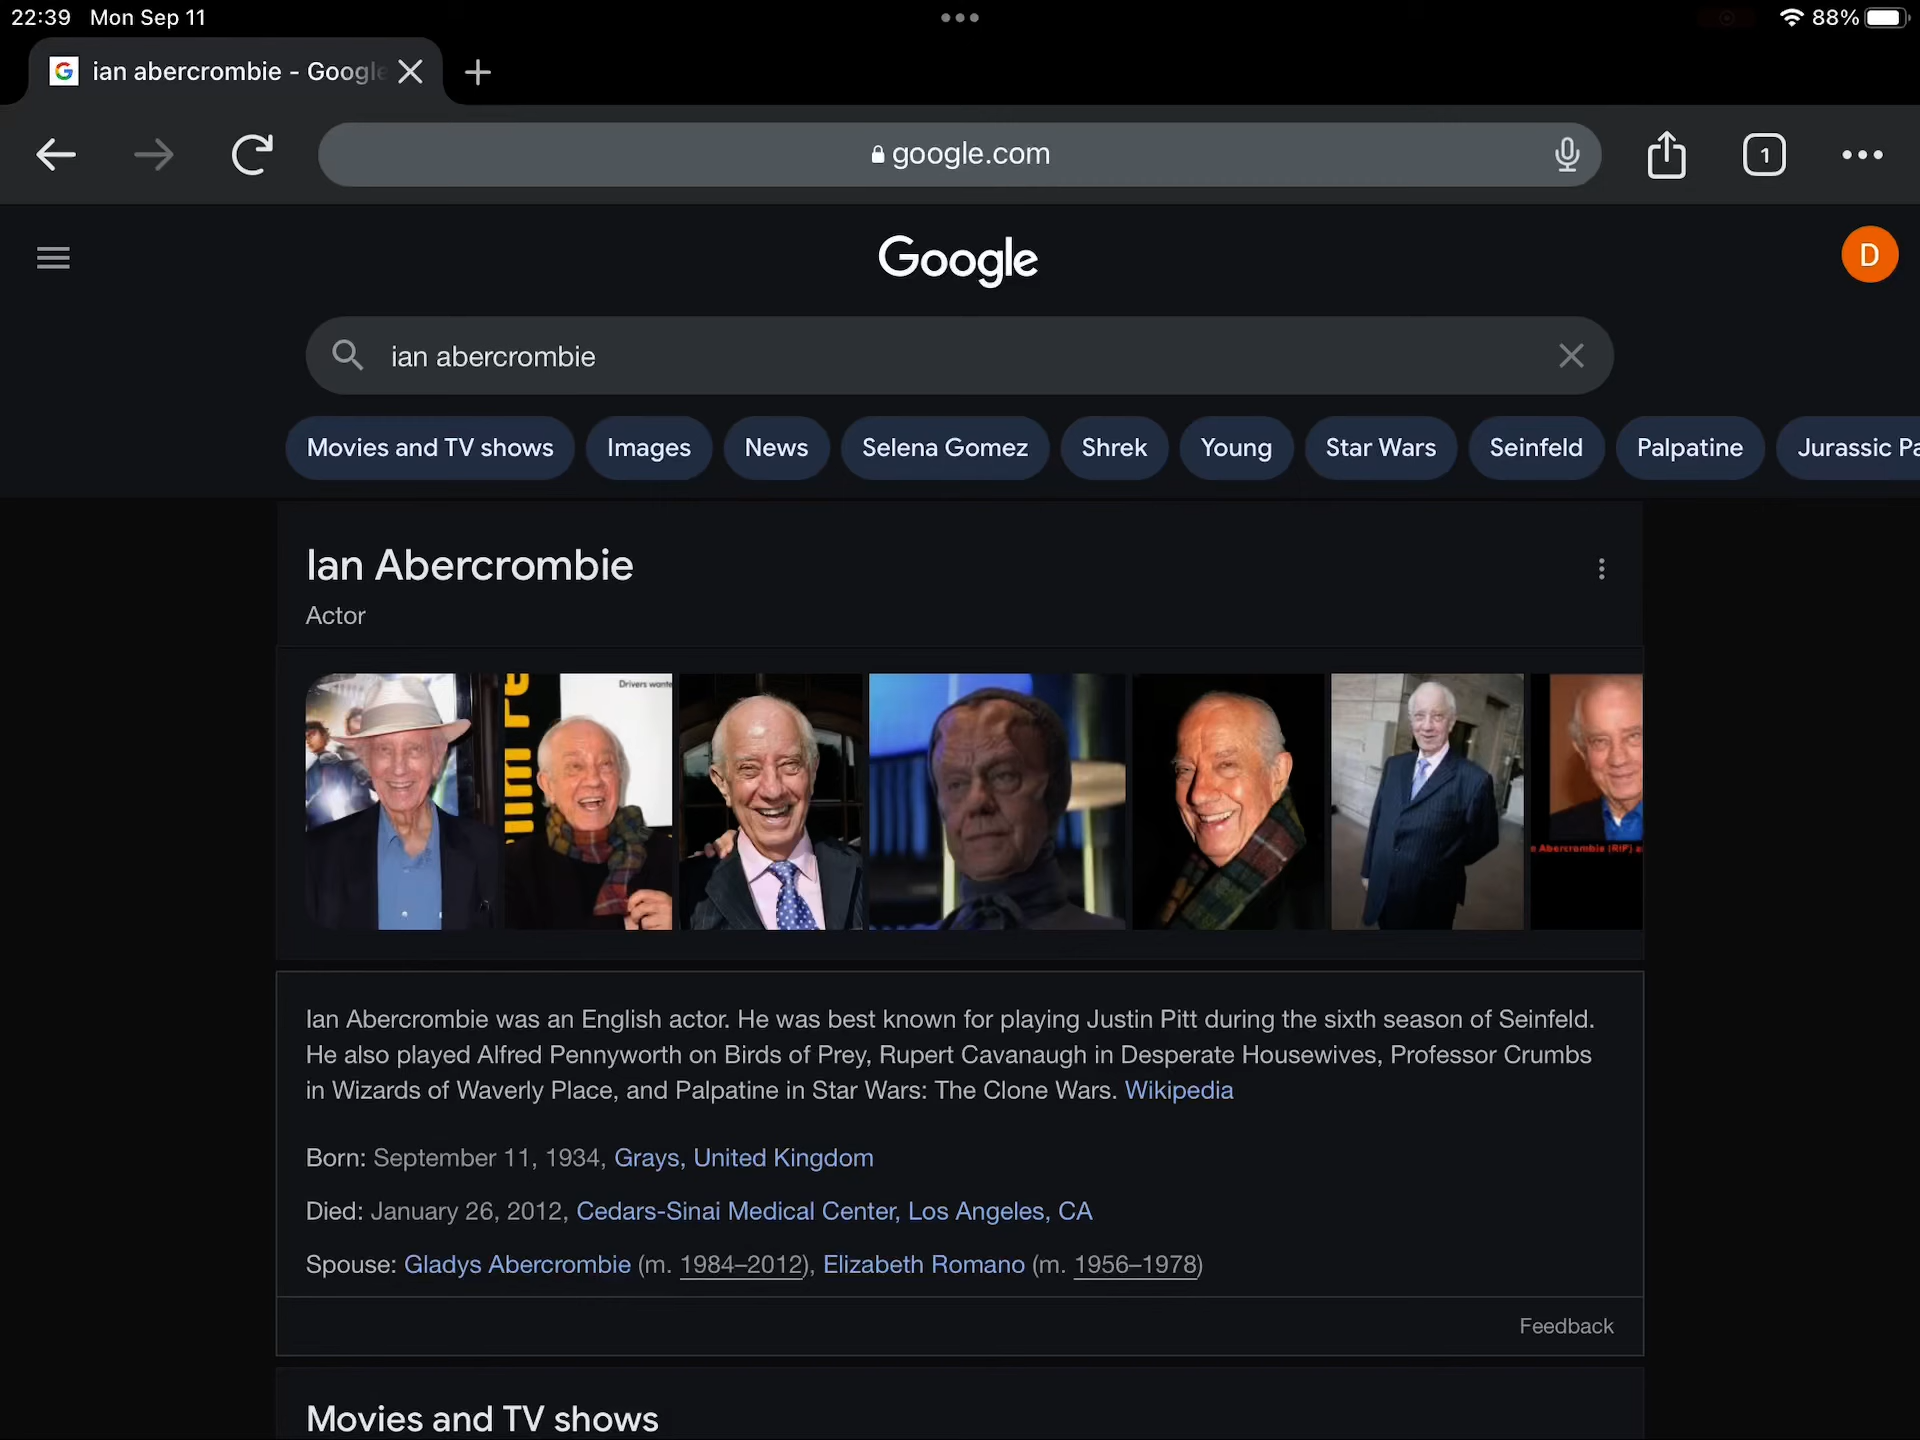 22:39 Mon Sep 11
88%
ian abercrombie - Google
google.com
1
Google
D
ian abercrombie
Movies and TV shows
Images
News
Selena Gomez
Shrek
Young
Star Wars
Seinfeld
Palpatine
Jurassic Pa
Ian Abercrombie
Actor
Drivers wante
e Abercrombie (RIP) a
Ian Abercrombie was an English actor. He was best known for playing Justin Pitt during the sixth season of Seinfeld.
He also played Alfred Pennyworth on Birds of Prey, Rupert Cavanaugh in Desperate Housewives, Professor Crumbs
in Wizards of Waverly Place, and Palpatine in Star Wars: The Clone Wars. Wikipedia
Born: September 11, 1934, Grays, United Kingdom
Died: January 26, 2012, Cedars-Sinai Medical Center, Los Angeles, CA
Spouse: Gladys Abercrombie (m. 1984–2012), Elizabeth Romano (m. 1956–1978)
Feedback
Movies and TV shows